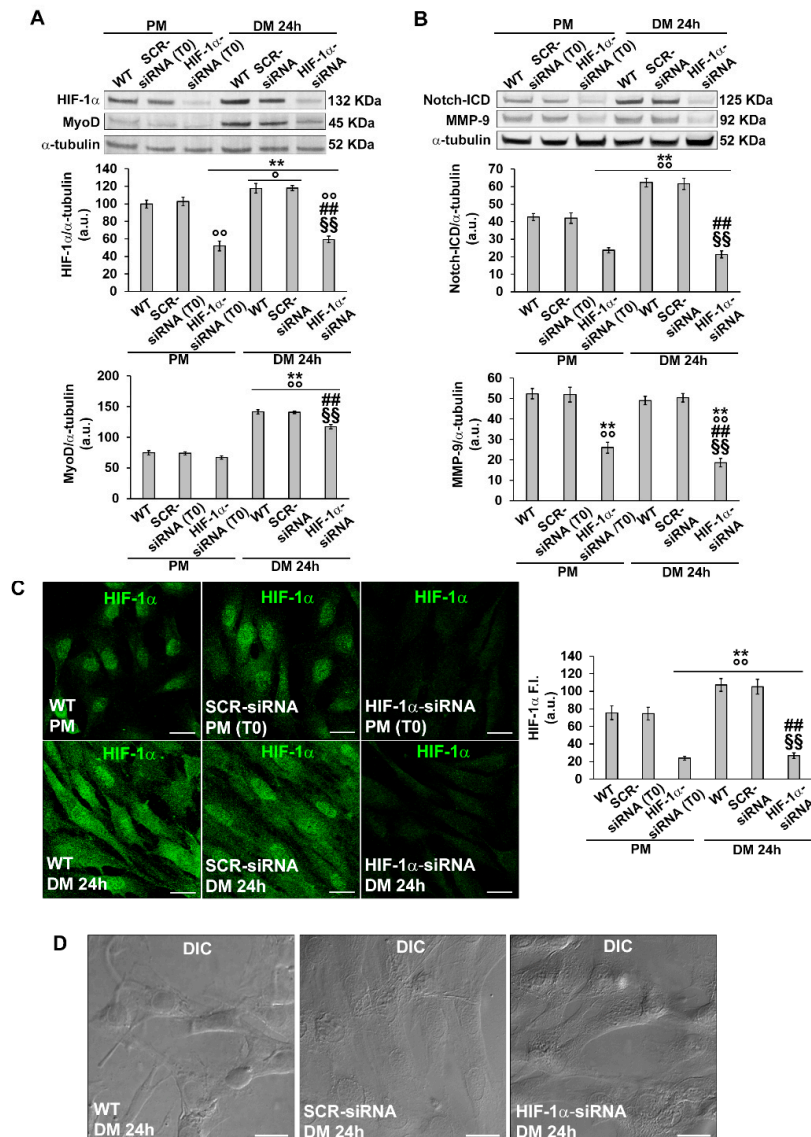 A
PM
DM 24h
WT
SCR-
siRNA (T0)
HIF-1α-
siRNA (T0)
WT
SCR-
siRNA
HIF-1α-
siRNA
HIF-1α
132 KDa
MyoD
45 KDa
α-tubulin
52 KDa
HIF-1α/α-tubulin
(a.u.)
140
120
100
80
60
40
20
0
**
°
°°
°°
##
§§
WT
SCR-
siRNA (T0)
HIF-1α-
siRNA (T0)
WT
SCR-
siRNA
HIF-1α-
siRNA
PM
DM 24h
MyoD/α-tubulin
(a.u.)
200
150
100
50
0
**
°°
##
§§
WT
SCR-
siRNA (T0)
HIF-1α-
siRNA (T0)
WT
SCR-
siRNA
HIF-1α-
siRNA
PM
DM 24h
B
PM
DM 24h
WT
SCR-
siRNA (T0)
HIF-1α-
siRNA (T0)
WT
SCR-
siRNA
HIF-1α-
siRNA
Notch-ICD
125 KDa
MMP-9
92 KDa
α-tubulin
52 KDa
Notch-ICD/α-tubulin
(a.u.)
70
60
50
40
30
20
10
0
**
°°
##
§§
WT
SCR-
siRNA (T0)
HIF-1α-
siRNA (T0)
WT
SCR-
siRNA
HIF-1α-
siRNA
PM
DM 24h
MMP-9/α-tubulin
(a.u.)
60
50
40
30
20
10
0
**
°°
**
°°
##
§§
WT
SCR-
siRNA (T0)
HIF-1α-
siRNA /T0)
WT
SCR-
siRNA
HIF-1α-
siRNA
PM
DM 24h
C
HIF-1α
WT
PM
HIF-1α
SCR-siRNA
PM (T0)
HIF-1α
HIF-1α-siRNA
PM (T0)
HIF-1α
WT
DM 24h
HIF-1α
SCR-siRNA
DM 24h
HIF-1α
HIF-1α-siRNA
DM 24h
HIF-1α F.I.
(a.u.)
140
120
100
80
60
40
20
0
**
°°
##
§§
WT
SCR-
siRNA (T0)
HIF-1α-
siRNA (T0)
WT
SCR-
siRNA
HIF-1α-
siRNA
PM
DM 24h
D
DIC
WT
DM 24h
DIC
SCR-siRNA
DM 24h
DIC
HIF-1α-siRNA
DM 24h